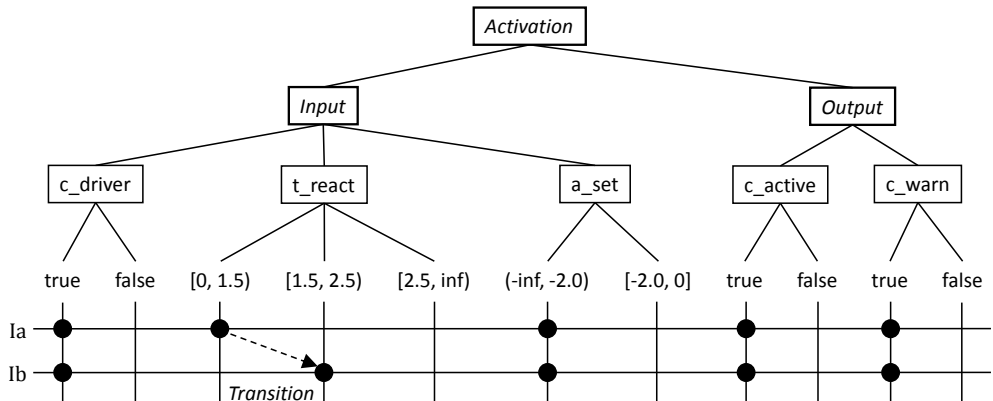 Activation
Input Output
c_driver t_react a_set c_active c_warn
true false [0, 1.5) [1.5, 2.5) [2.5, inf) (-inf, -2.0) [-2.0, 0] true false true false
Ia
Ib
Transition